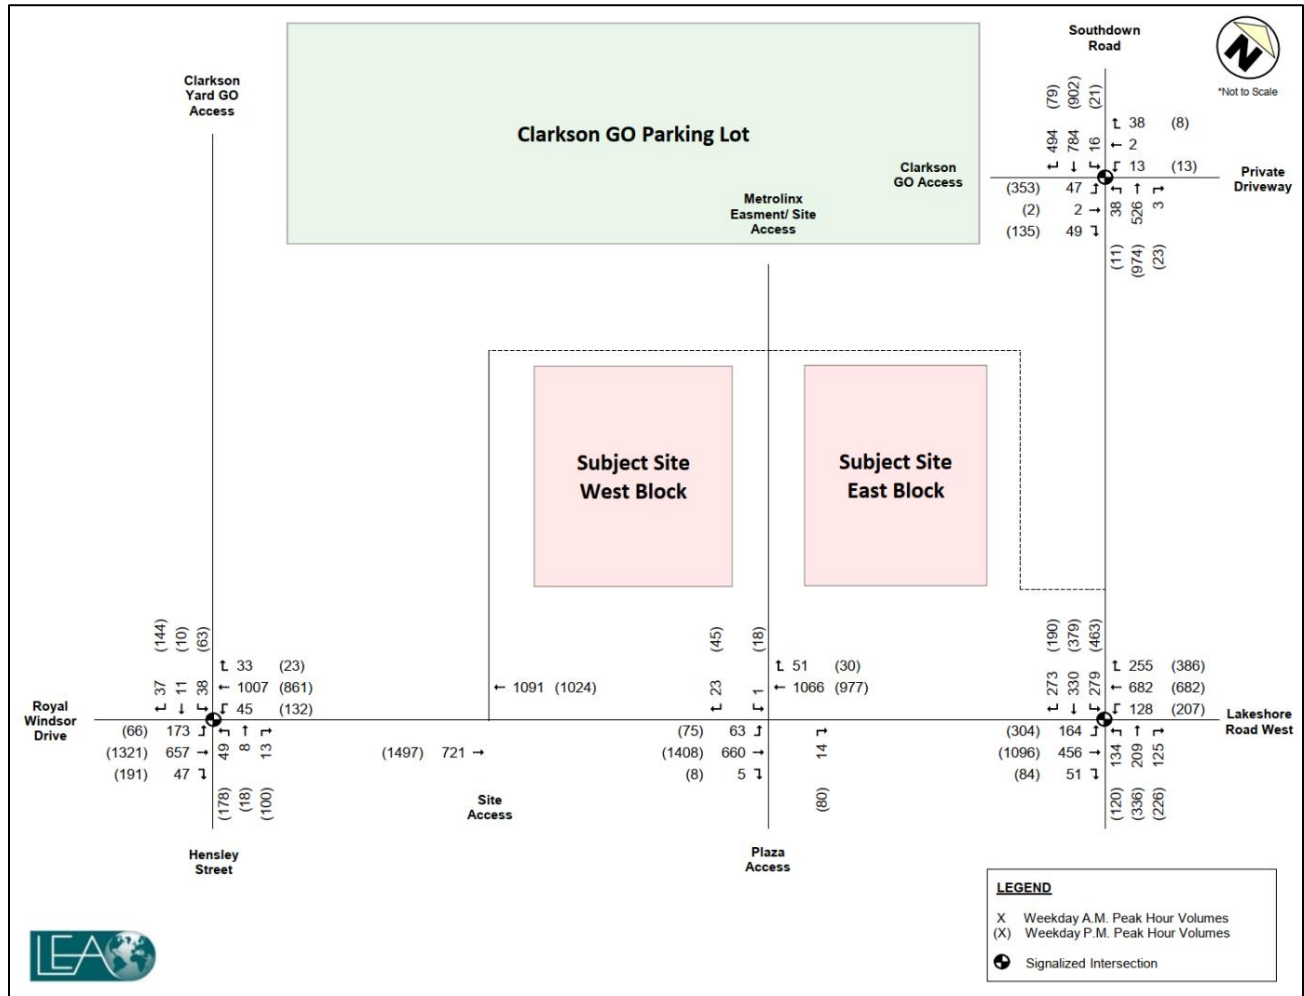 Southdown
Road
N
*Not to Scale
Clarkson
Yard GO
Access
Clarkson GO Parking Lot
(79) (902) (21)
494 784 16
↵ ↓ ↳
↱ 38 (8)
← 2
↲ 13 (13)
Clarkson
GO Access
Private
Driveway
(353) 47 ↰
(2) 2 →
(135) 49 ↴
↰ ↑ ↱
38 526 3
(11) (974) (23)
Metrolinx
Easment/ Site
Access
Subject Site
West Block
Subject Site
East Block
(144) (10) (63)
37 11 38
↵ ↓ ↳
33 (23)
← 1007 (861)
45 (132)
← 1091 (1024)
(45) (18)
23 1
51 (30)
← 1066 (977)
(190) (379) (463)
273 330 279
↵ ↓ ↳
255 (386)
← 682 (682)
128 (207)
Royal
Windsor
Drive
Lakeshore
Road West
(66) 173
(1321) 657 →
(191) 47
49 8 13
(178) (18) (100)
(1497) 721 →
(75) 63
(1408) 660 →
(8) 5
14
(80)
(304) 164
(1096) 456 →
(84) 51
134 209 125
(120) (336) (226)
Site
Access
Hensley
Street
Plaza
Access
LEGEND
X Weekday A.M. Peak Hour Volumes
(X) Weekday P.M. Peak Hour Volumes
Signalized Intersection
LEA